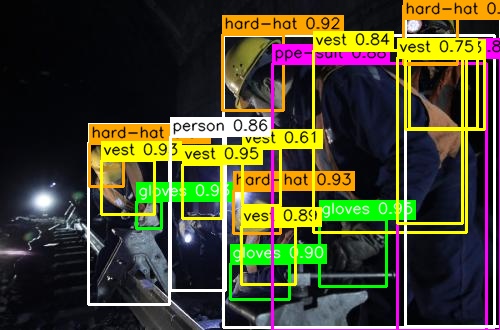 hard-hat 0.
hard-hat 0.92
vest 0.84
vest 0.75
ppe-suit 0.88
person 0.86
hard-hat
vest 0.61
vest 0.93
vest 0.95
hard-hat 0.93
gloves 0.93
vest 0.89
gloves 0.95
gloves 0.90